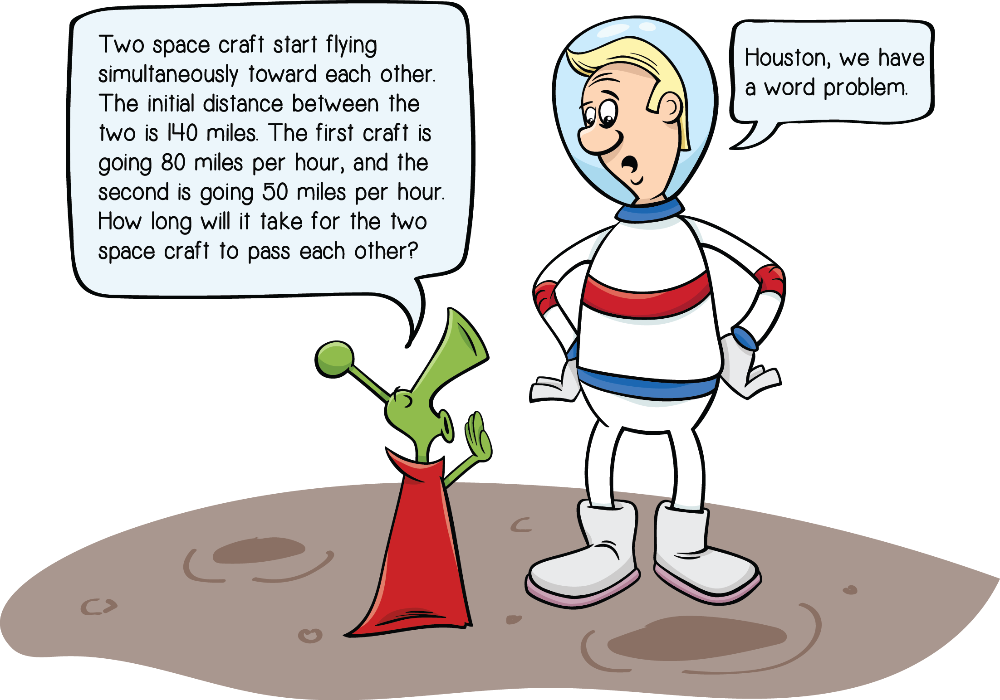 Two space craft start flying
simultaneously toward each other.
The initial distance between the
two is 140 miles. The first craft is
going 80 miles per hour, and the
second is going 50 miles per hour.
How long will it take for the two
space craft to pass each other?
Houston, we have
a word problem.